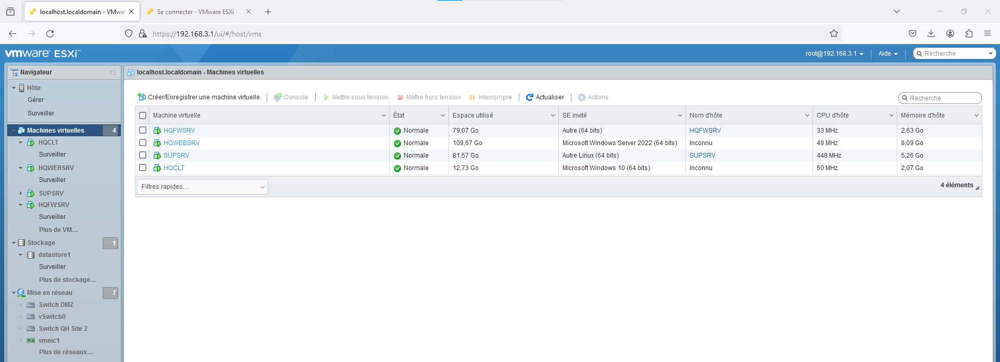 localhost.localdomain - VMwar
Se connecter - VMware ESXi
https://192.168.3.1/ui/#/host/vms
vmware ESXi™
root@192.168.3.1
Aide
Recherche
Navigateur
Hôte
Gérer
Surveiller
Machines virtuelles 4
HQCLT
Surveiller
HQWEBSRV
Surveiller
SUPSRV
HQFWSRV
Surveiller
Plus de VM...
Stockage 1
datastore1
Surveiller
Plus de stockage...
Mise en réseau 7
Switch DMZ
vSwitch0
Switch QH Site 2
vmnic1
Plus de réseaux...
localhost.localdomain - Machines virtuelles
Créer/Enregistrer une machine virtuelle | Console | Mettre sous tension Mettre hors tension Interrompre | Actualiser | Actions
Recherche
Machine virtuelle État Espace utilisé SE invité Nom d'hôte CPU d'hôte Mémoire d'hôte
HQFWSRV Normale 79,07 Go Autre (64 bits) HQFWSRV 33 MHz 2,63 Go
HQWEBSRV Normale 109,67 Go Microsoft Windows Server 2022 (64 bits) Inconnu 49 MHz 8,09 Go
SUPSRV Normale 81,57 Go Autre Linux (64 bits) SUPSRV 448 MHz 5,26 Go
HQCLT Normale 12,73 Go Microsoft Windows 10 (64 bits) Inconnu 60 MHz 2,07 Go
Filtres rapides...
4 éléments